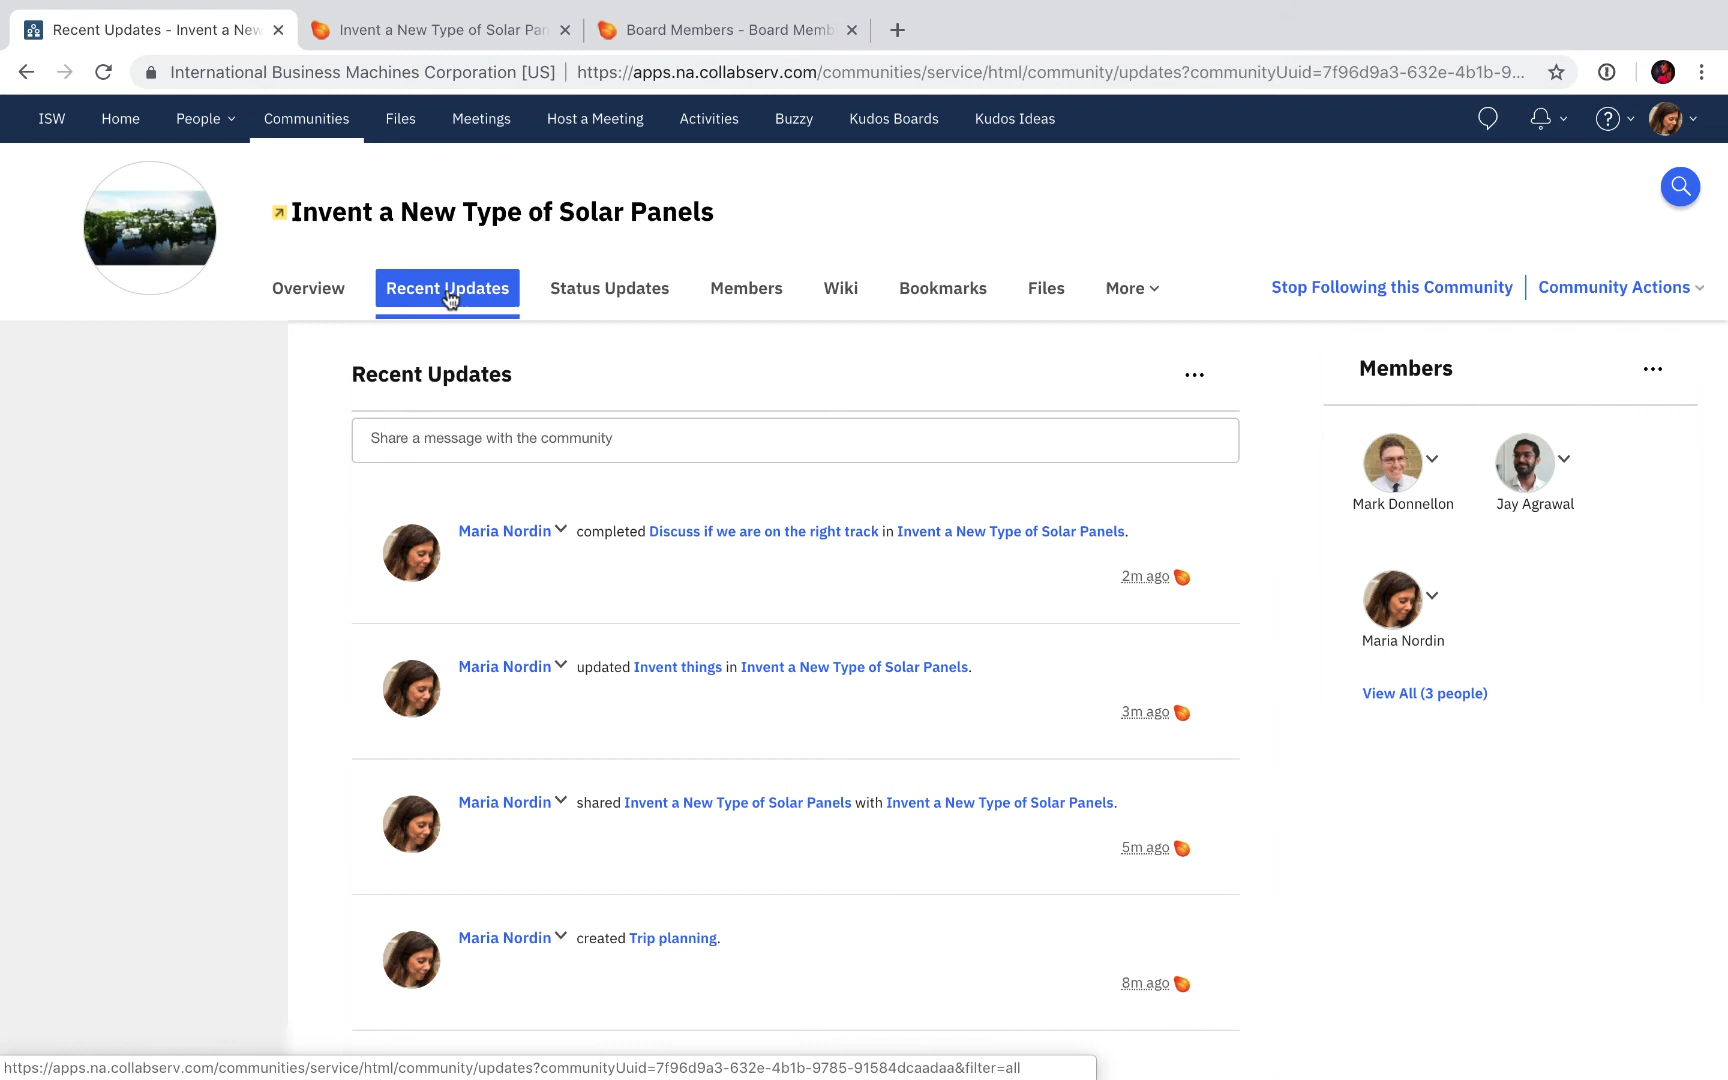 Recent Updates - Invent a New
Invent a New Type of Solar Pan
Board Members - Board Memb
International Business Machines Corporation [US] | https://apps.na.collabserv.com/communities/service/html/community/updates?communityUuid=7f96d9a3-632e-4b1b-9...
ISW Home People Communities Files Meetings Host a Meeting Activities Buzzy Kudos Boards Kudos Ideas
Invent a New Type of Solar Panels
Overview Recent Updates Status Updates Members Wiki Bookmarks Files More Stop Following this Community Community Actions
Recent Updates
Share a message with the community
Maria Nordin completed Discuss if we are on the right track in Invent a New Type of Solar Panels.
2m ago
Maria Nordin updated Invent things in Invent a New Type of Solar Panels.
3m ago
Maria Nordin shared Invent a New Type of Solar Panels with Invent a New Type of Solar Panels.
5m ago
Maria Nordin created Trip planning.
8m ago
Members
Mark Donnellon Jay Agrawal
Maria Nordin
View All (3 people)
https://apps.na.collabserv.com/communities/service/html/community/updates?communityUuid=7f96d9a3-632e-4b1b-9785-91584dcaadaa&filter=all